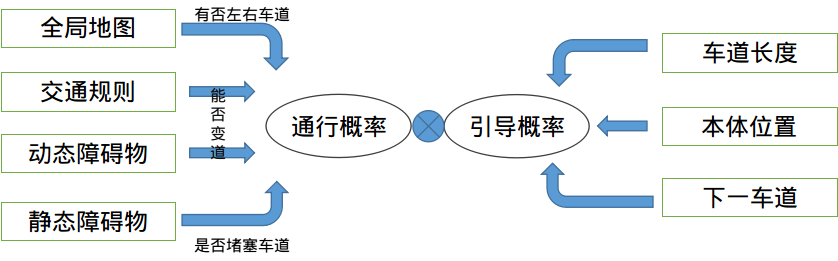 全局地图
有否左右车道
交通规则
能否变道
动态障碍物
静态障碍物
是否堵塞车道
通行概率
引导概率
车道长度
本体位置
下一车道